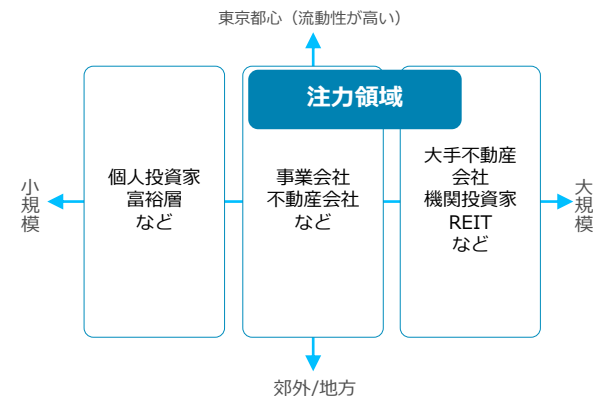 東京都心（流動性が高い）
注力領域
小規模
個人投資家
富裕層
など
事業会社
不動産会社
など
大手不動産
会社
機関投資家
REIT
など
大規模
郊外/地方